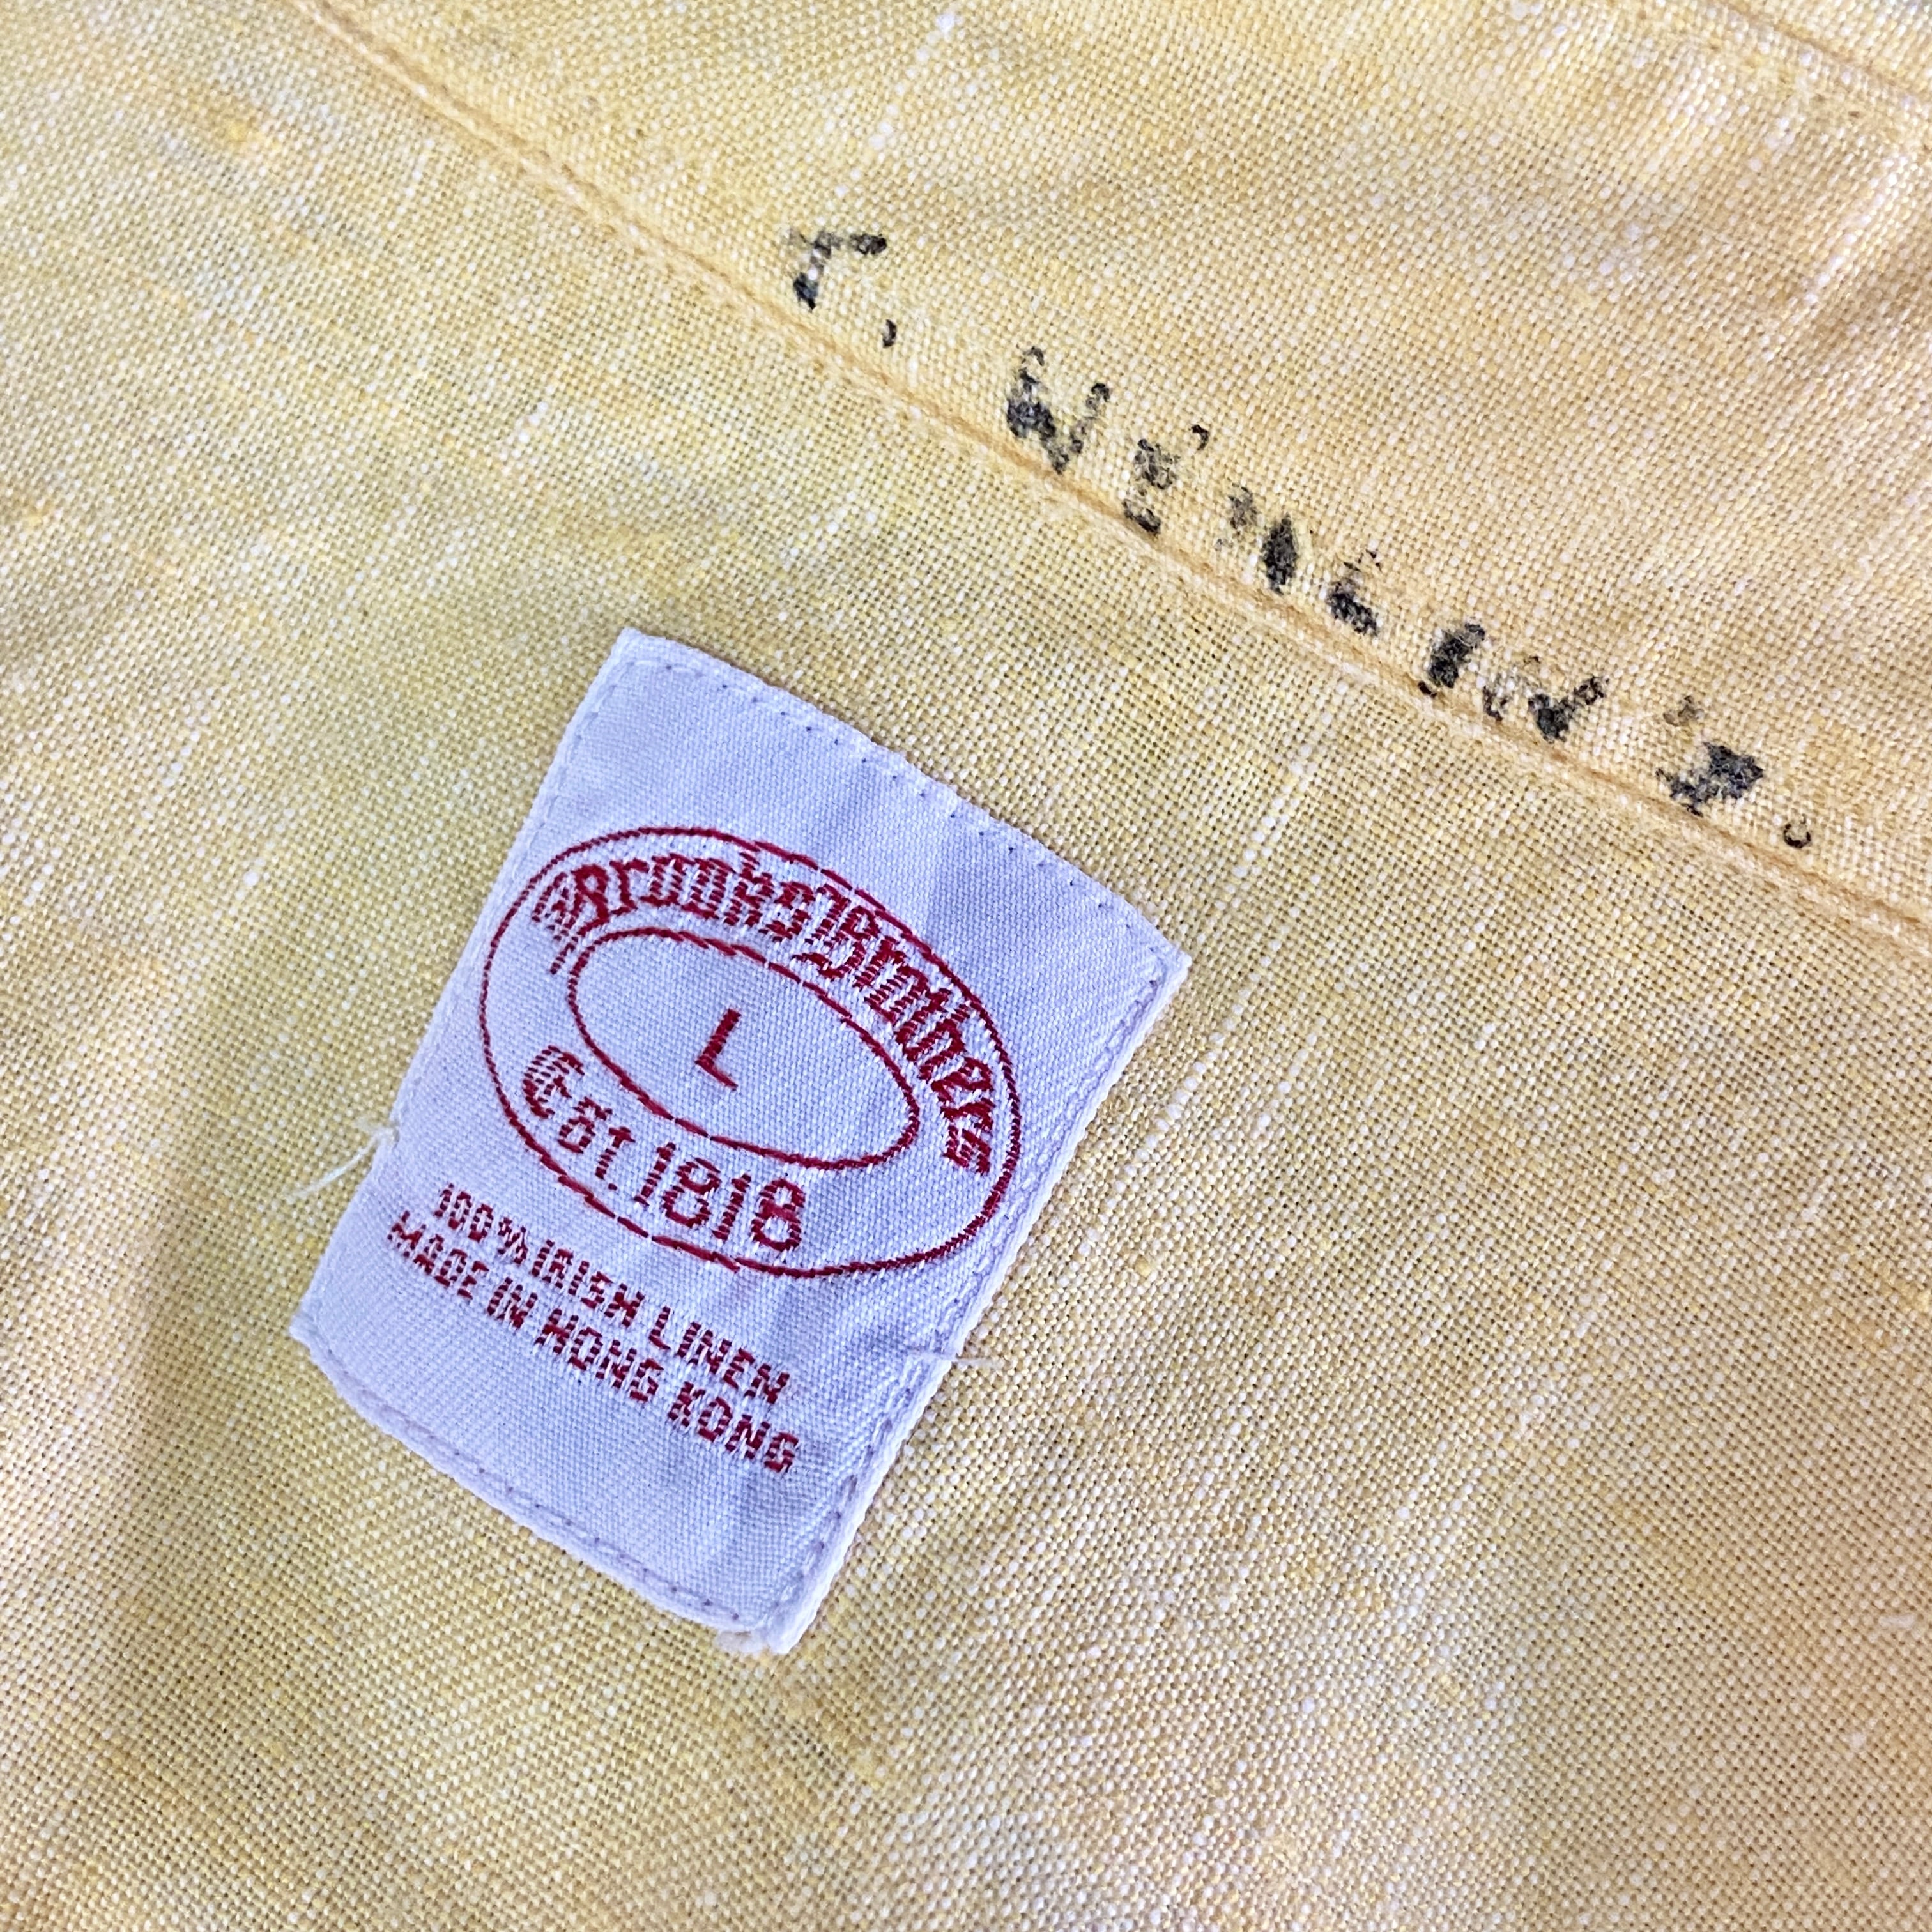 Brooks Brothers
L
Est. 1818
100% IRISH LINEN
MADE IN HONG KONG